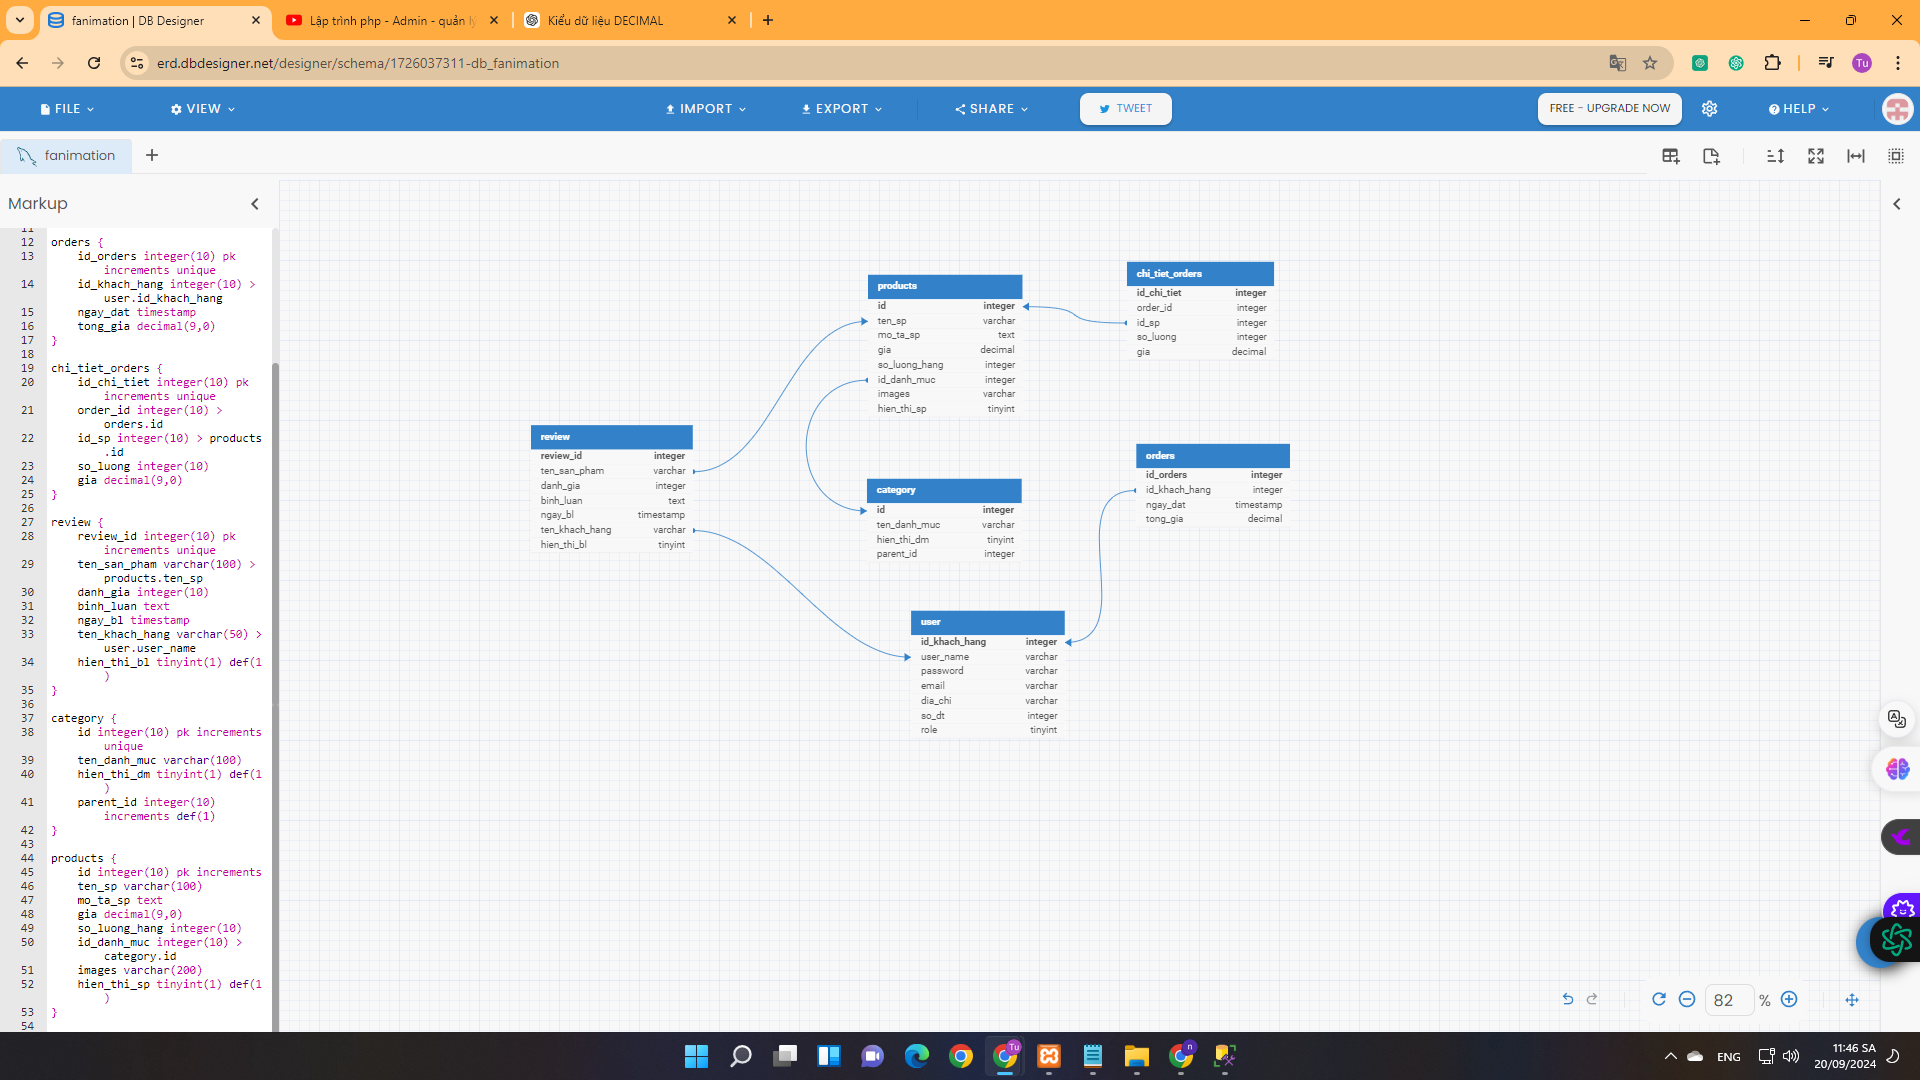 fanimation | DB Designer
Lập trình php - Admin - quản lý
Kiểu dữ liệu DECIMAL
erd.dbdesigner.net/designer/schema/1726037311-db_fanimation
Tu
FILE
VIEW
IMPORT
EXPORT
SHARE
TWEET
FREE - UPGRADE NOW
HELP
fanimation
Markup
11
12 orders {
13 id_orders integer(10) pk
increments unique
14 id_khach_hang integer(10) >
user.id_khach_hang
15 ngay_dat timestamp
16 tong_gia decimal(9,0)
17 }
18
19 chi_tiet_orders {
20 id_chi_tiet integer(10) pk
increments unique
21 order_id integer(10) >
orders.id
22 id_sp integer(10) > products
.id
23 so_luong integer(10)
24 gia decimal(9,0)
25 }
26
27 review {
28 review_id integer(10) pk
increments unique
29 ten_san_pham varchar(100) >
products.ten_sp
30 danh_gia integer(10)
31 binh_luan text
32 ngay_bl timestamp
33 ten_khach_hang varchar(50) >
user.user_name
34 hien_thi_bl tinyint(1) def(1
)
35 }
36
37 category {
38 id integer(10) pk increments
unique
39 ten_danh_muc varchar(100)
40 hien_thi_dm tinyint(1) def(1
)
41 parent_id integer(10)
increments def(1)
42 }
43
44 products {
45 id integer(10) pk increments
46 ten_sp varchar(100)
47 mo_ta_sp text
48 gia decimal(9,0)
49 so_luong_hang integer(10)
50 id_danh_muc integer(10) >
category.id
51 images varchar(200)
52 hien_thi_sp tinyint(1) def(1
)
53 }
54
products
id integer
ten_sp varchar
mo_ta_sp text
gia decimal
so_luong_hang integer
id_danh_muc integer
images varchar
hien_thi_sp tinyint
chi_tiet_orders
id_chi_tiet integer
order_id integer
id_sp integer
so_luong integer
gia decimal
review
review_id integer
ten_san_pham varchar
danh_gia integer
binh_luan text
ngay_bl timestamp
ten_khach_hang varchar
hien_thi_bl tinyint
category
id integer
ten_danh_muc varchar
hien_thi_dm tinyint
parent_id integer
orders
id_orders integer
id_khach_hang integer
ngay_dat timestamp
tong_gia decimal
user
id_khach_hang integer
user_name varchar
password varchar
email varchar
dia_chi varchar
so_dt integer
role tinyint
82 %
Tu
n
ENG
11:46 SA
20/09/2024